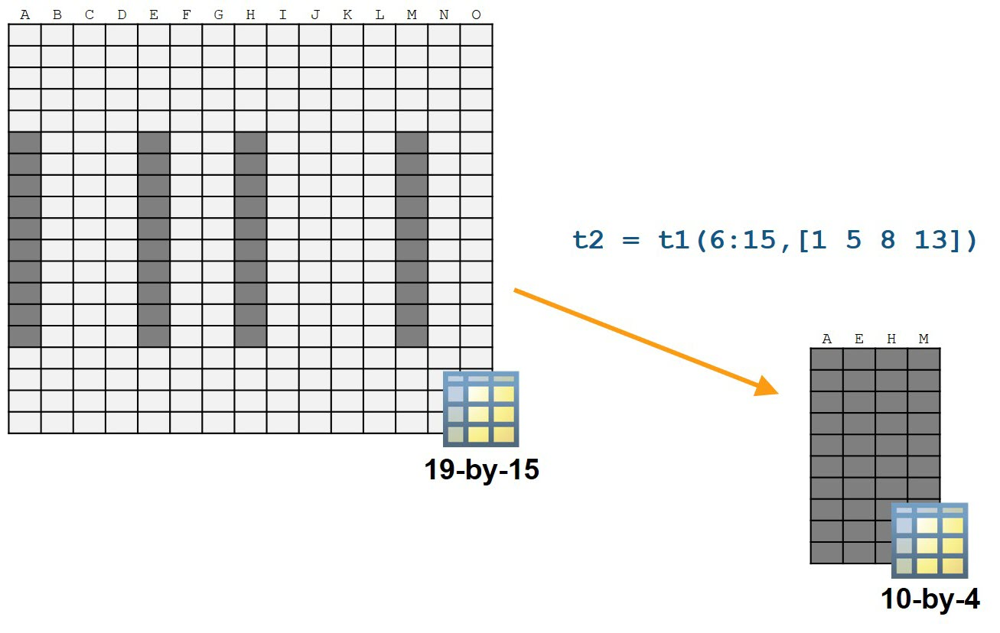 A B C D E F G H I J K L M N O
t2 = t1(6:15,[1 5 8 13])
A E H M
19-by-15
10-by-4